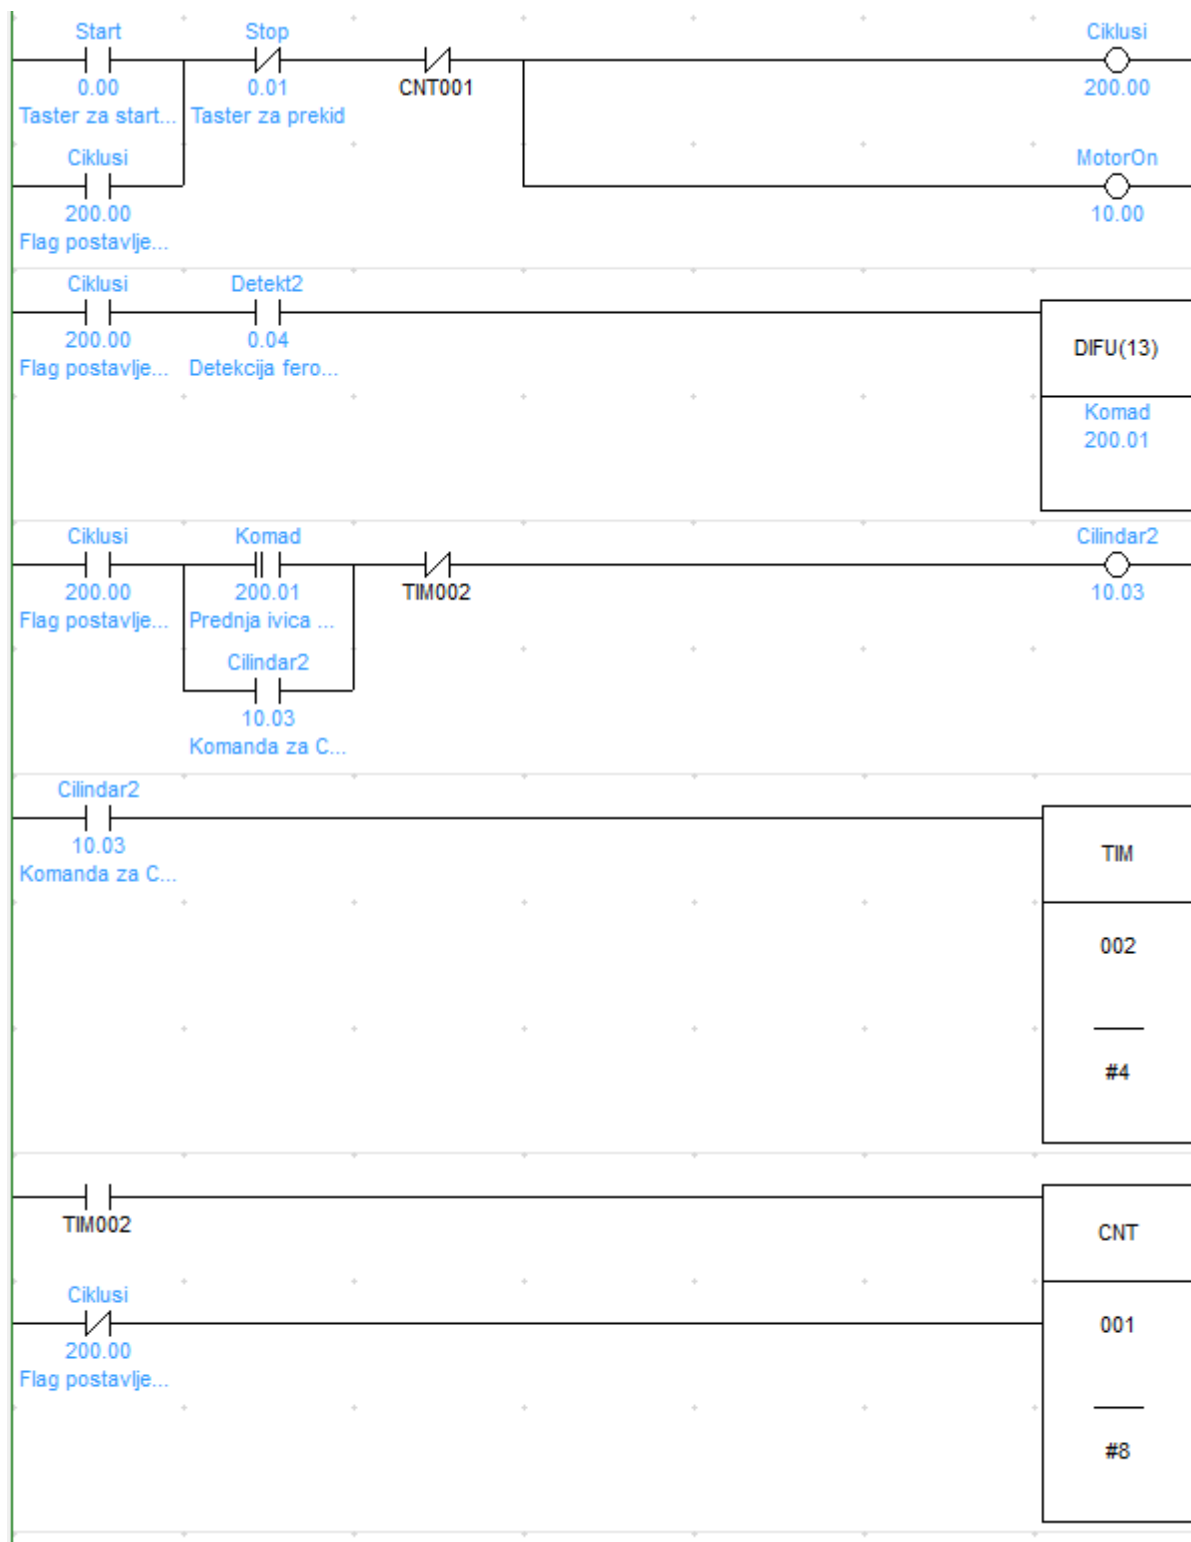 Start Stop Ciklusi
0.00 0.01 CNT001 200.00
Taster za start... Taster za prekid
Ciklusi MotorOn
200.00 10.00
Flag postavlje...
Ciklusi Detekt2
200.00 0.04 DIFU(13)
Flag postavlje... Detekcija fero...
Komad
200.01
Ciklusi Komad Cilindar2
200.00 200.01 TIM002 10.03
Flag postavlje... Prednja ivica ...
Cilindar2
10.03
Komanda za C...
Cilindar2
10.03 TIM
Komanda za C...
002
#4
TIM002 CNT
Ciklusi
200.00 001
Flag postavlje...
#8